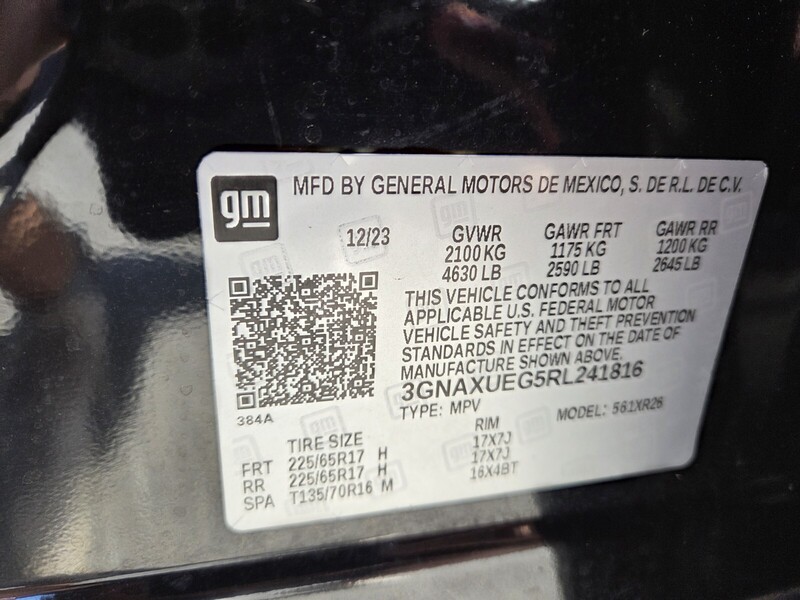 gm
MFD BY GENERAL MOTORS DE MEXICO, S. DE R.L. DE C.V.
12/23 GVWR GAWR FRT GAWR RR
2100 KG 1175 KG 1200 KG
4630 LB 2590 LB 2645 LB
THIS VEHICLE CONFORMS TO ALL
APPLICABLE U.S. FEDERAL MOTOR
VEHICLE SAFETY AND THEFT PREVENTION
STANDARDS IN EFFECT ON THE DATE OF
MANUFACTURE SHOWN ABOVE.
3GNAXUEG5RL241816
TYPE: MPV MODEL: 561XR26
384A
TIRE SIZE RIM
FRT 225/65R17 H 17X7J
RR 225/65R17 H 17X7J
SPA T135/70R16 M 16X4BT